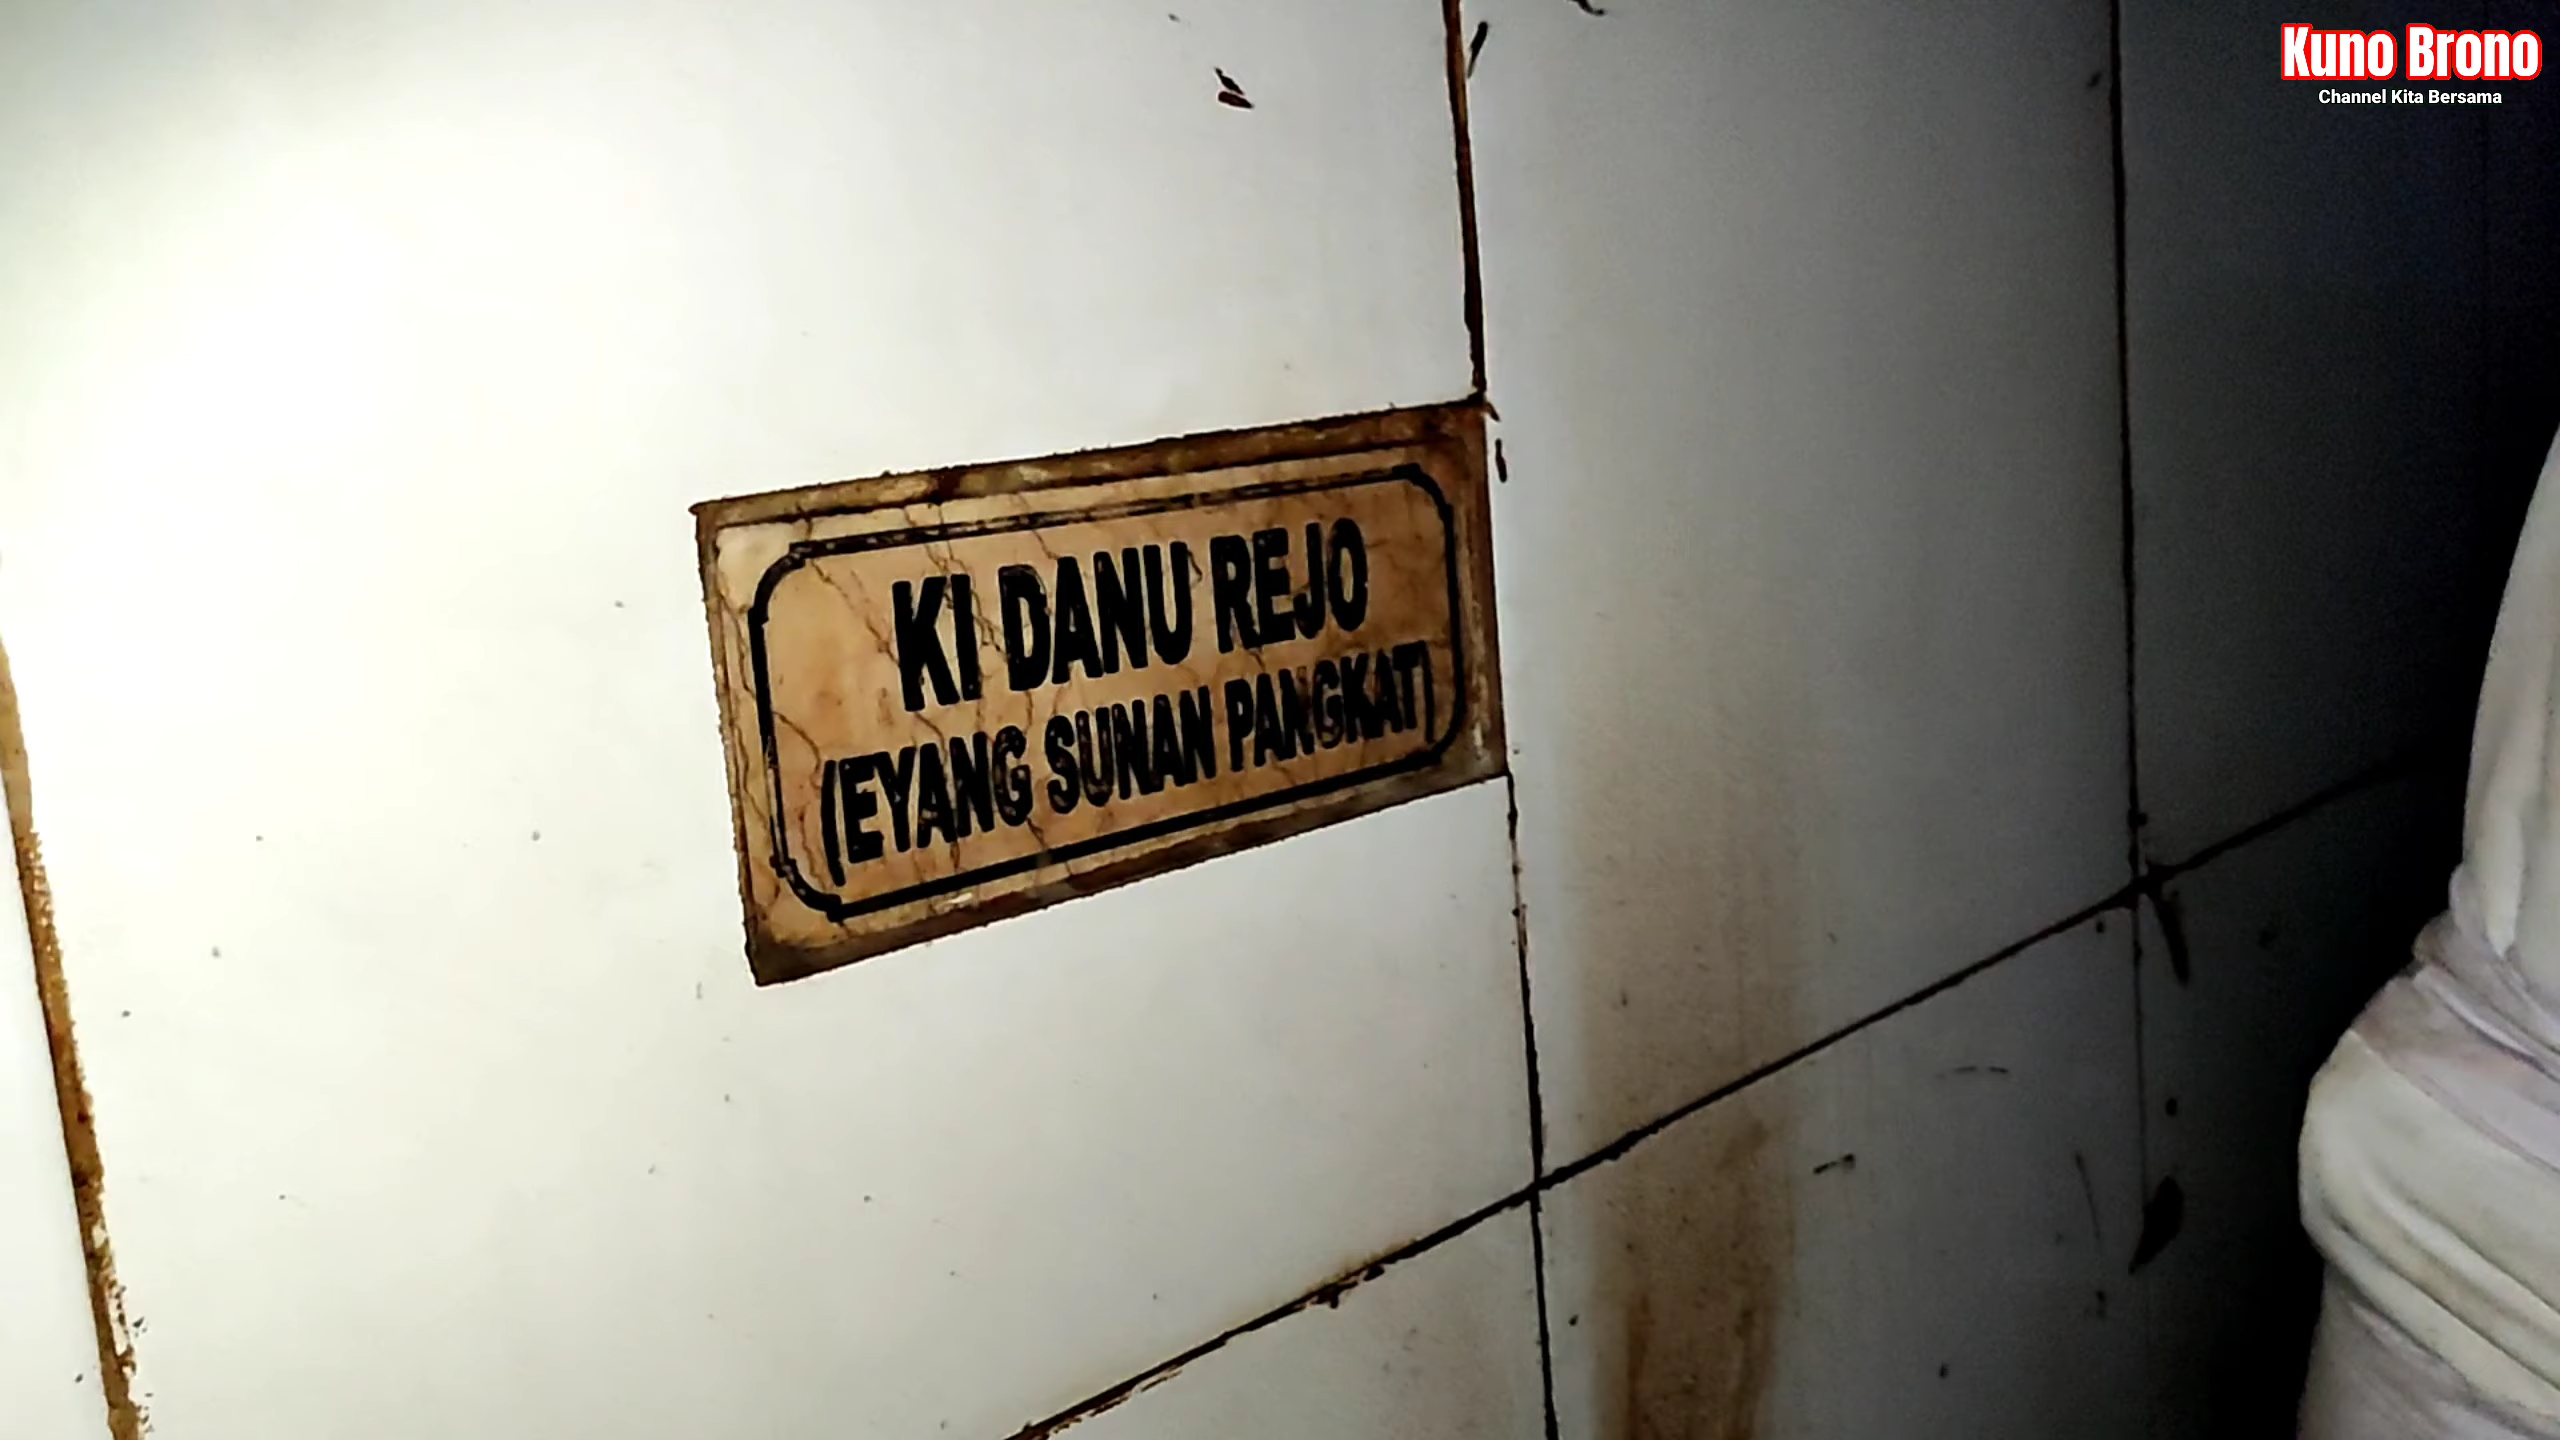 Kuno Brono
Channel Kita Bersama
KI DANU REJO
(EYANG SUNAN PANGKAT)